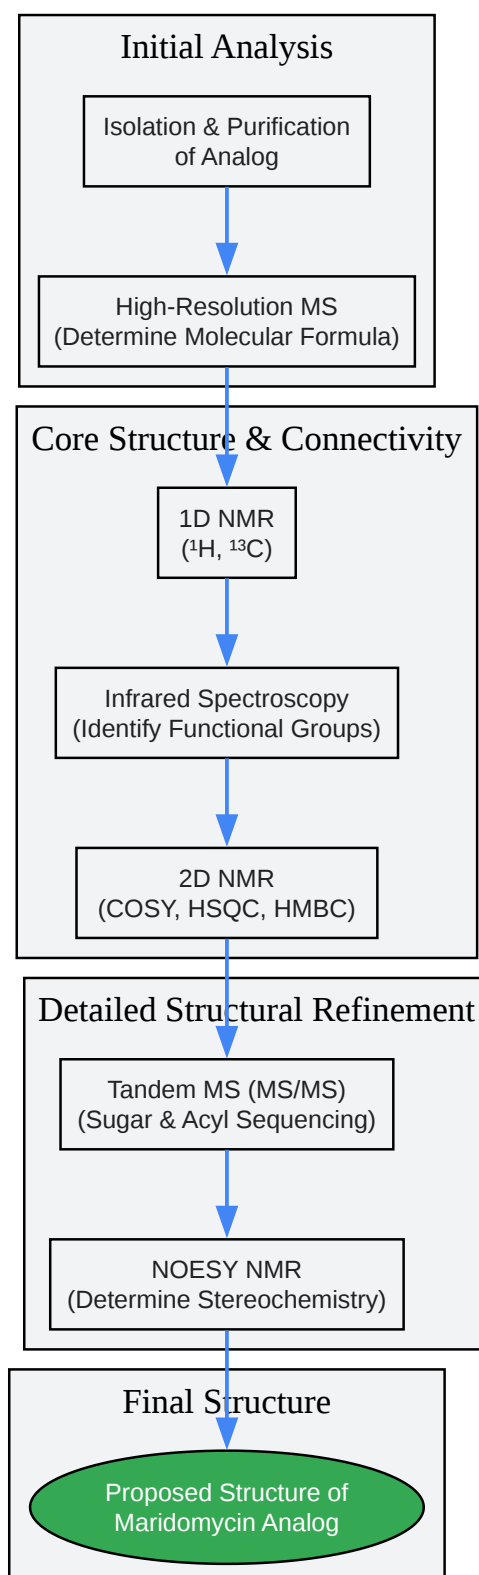 Initial Analysis
Isolation & Purification
of Analog
High-Resolution MS
(Determine Molecular Formula)
Core Structure & Connectivity
1D NMR
(¹H, ¹³C)
Infrared Spectroscopy
(Identify Functional Groups)
2D NMR
(COSY, HSQC, HMBC)
Detailed Structural Refinement
Tandem MS (MS/MS)
(Sugar & Acyl Sequencing)
NOESY NMR
(Determine Stereochemistry)
Final Structure
Proposed Structure of
Maridomycin Analog